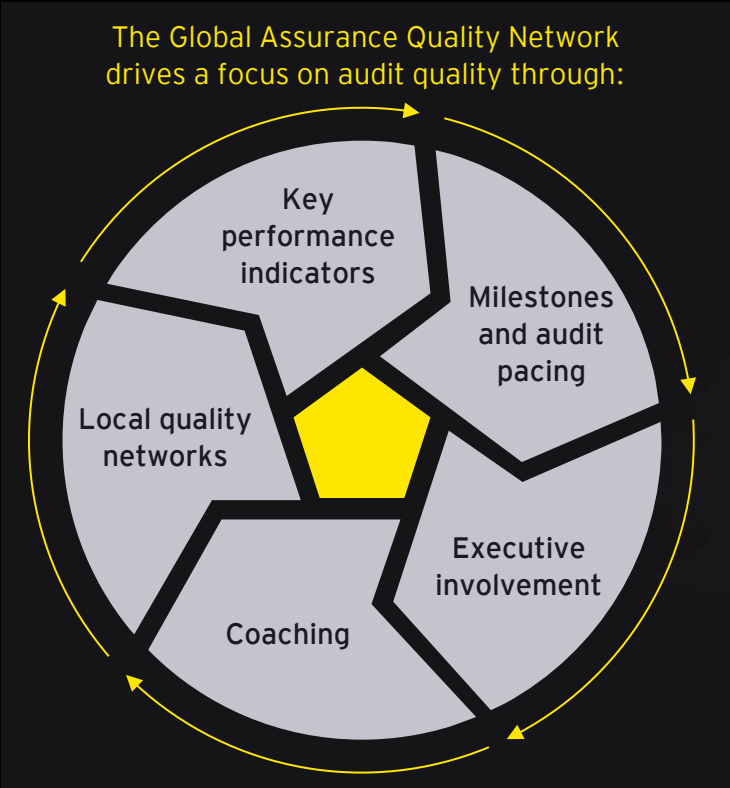 The Global Assurance Quality Network
drives a focus on audit quality through:
Key
performance
indicators
Milestones
and audit
pacing
Executive
involvement
Coaching
Local quality
networks